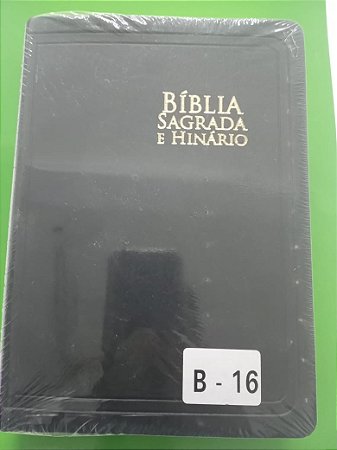 BÍBLIA
SAGRADA
E HINÁRIO
B - 16